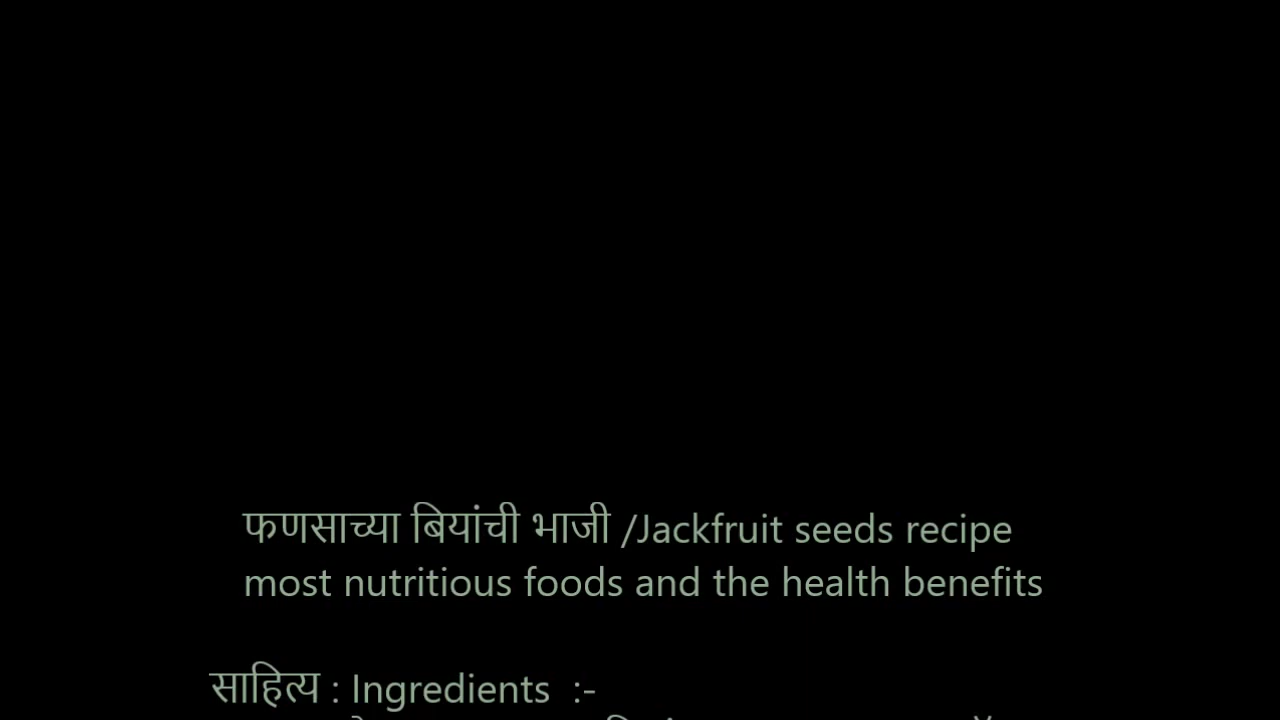 फणसाच्या बियांची भाजी /Jackfruit seeds recipe
most nutritious foods and the health benefits
साहित्य : Ingredients :-